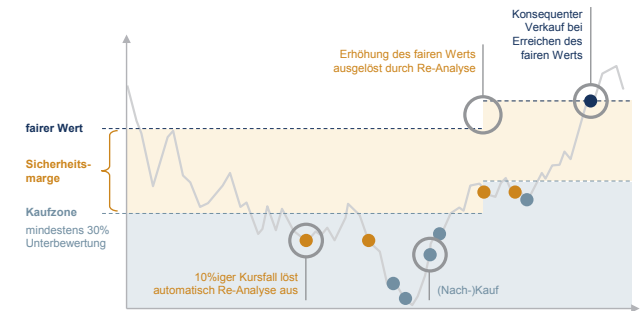 Konsequenter
Verkauf bei
Erreichen des
fairen Werts
Erhöhung des fairen Werts
ausgelöst durch Re-Analyse
fairer Wert
Sicherheits-
marge
Kaufzone
mindestens 30%
Unterbewertung
10%iger Kursfall löst
automatisch Re-Analyse aus
(Nach-)Kauf